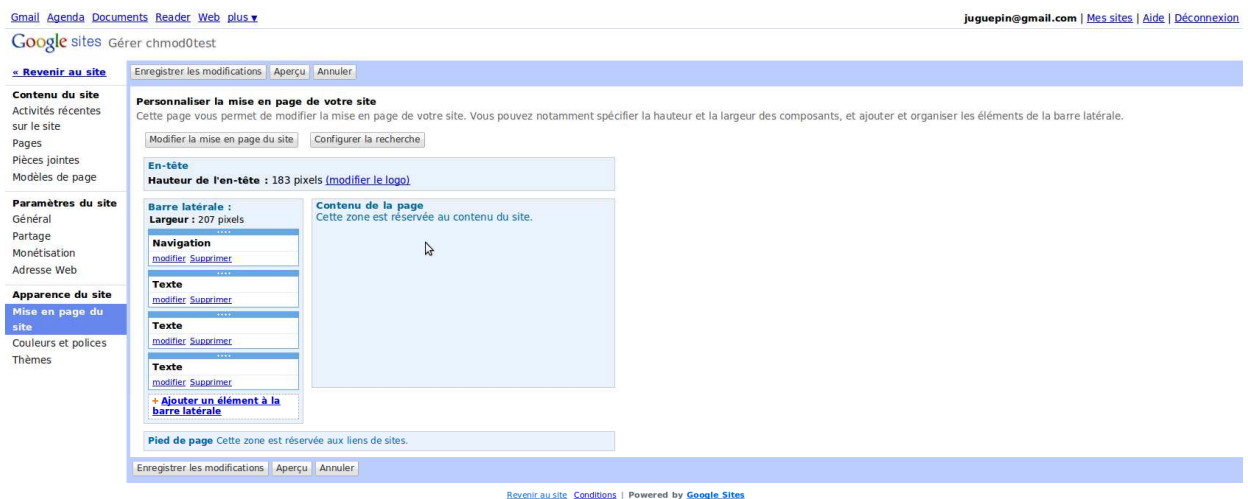 Gmail Agenda Documents Reader Web plus ▼
juguepin@gmail.com | Mes sites | Aide | Déconnexion
Google sites Gérer chmod0test
« Revenir au site
Contenu du site
Activités récentes
sur le site
Pages
Pièces jointes
Modèles de page
Paramètres du site
Général
Partage
Monétisation
Adresse Web
Apparence du site
Mise en page du
site
Couleurs et polices
Thèmes
Enregistrer les modifications Aperçu Annuler
Personnaliser la mise en page de votre site
Cette page vous permet de modifier la mise en page de votre site. Vous pouvez notamment spécifier la hauteur et la largeur des composants, et ajouter et organiser les éléments de la barre latérale.
Modifier la mise en page du site Configurer la recherche
En-tête
Hauteur de l'en-tête : 183 pixels (modifier le logo)
Barre latérale :
Largeur : 207 pixels
Navigation
modifier Supprimer
Texte
modifier Supprimer
Texte
modifier Supprimer
Texte
modifier Supprimer
+ Ajouter un élément à la
barre latérale
Contenu de la page
Cette zone est réservée au contenu du site.
Pied de page Cette zone est réservée aux liens de sites.
Enregistrer les modifications Aperçu Annuler
Revenir au site Conditions | Powered by Google Sites